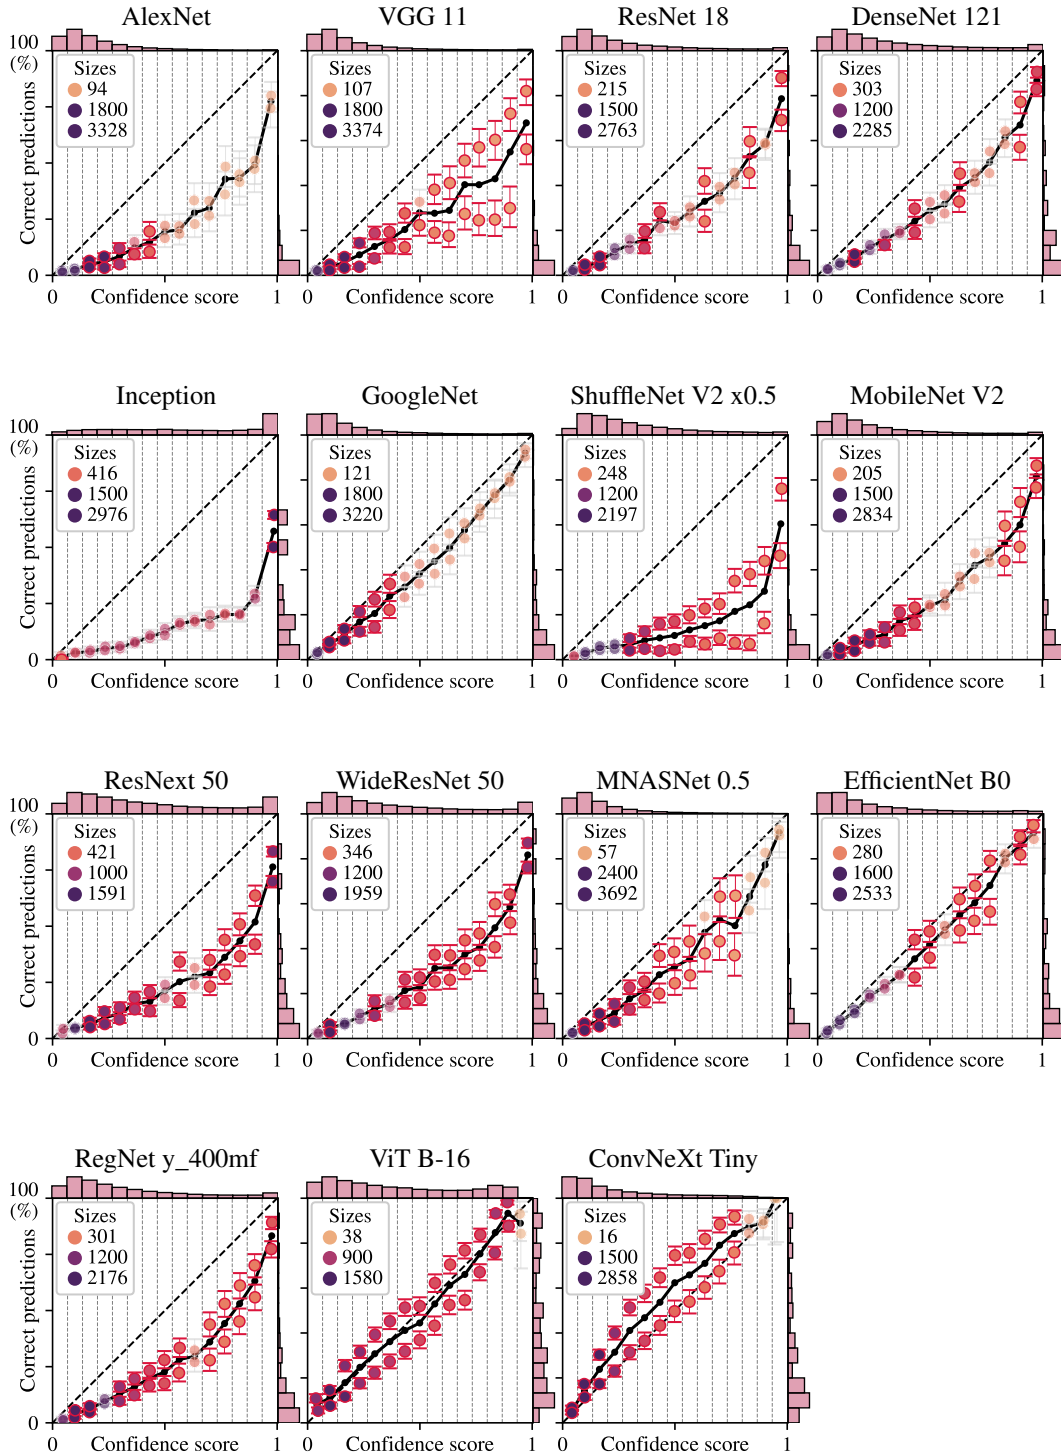 AlexNet
VGG 11
ResNet 18
DenseNet 121
100
(%)
Correct predictions
0
Sizes
94
1800
3328
Sizes
107
1800
3374
Sizes
215
1500
2763
Sizes
303
1200
2285
0 Confidence score 1
0 Confidence score 1
0 Confidence score 1
0 Confidence score 1
Inception
GoogleNet
ShuffleNet V2 x0.5
MobileNet V2
100
(%)
Correct predictions
0
Sizes
416
1500
2976
Sizes
121
1800
3220
Sizes
248
1200
2197
Sizes
205
1500
2834
0 Confidence score 1
0 Confidence score 1
0 Confidence score 1
0 Confidence score 1
ResNext 50
WideResNet 50
MNASNet 0.5
EfficientNet B0
100
(%)
Correct predictions
0
Sizes
421
1000
1591
Sizes
346
1200
1959
Sizes
57
2400
3692
Sizes
280
1600
2533
0 Confidence score 1
0 Confidence score 1
0 Confidence score 1
0 Confidence score 1
RegNet y_400mf
ViT B-16
ConvNeXt Tiny
100
(%)
Correct predictions
0
Sizes
301
1200
2176
Sizes
38
900
1580
Sizes
16
1500
2858
0 Confidence score 1
0 Confidence score 1
0 Confidence score 1